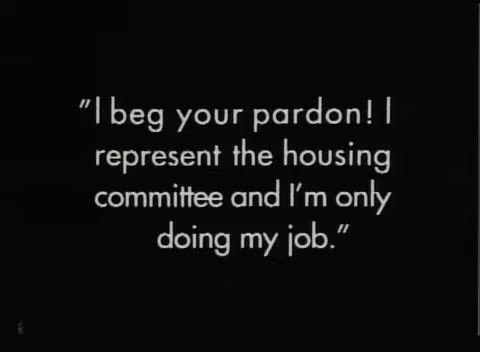 "I beg your pardon! I
represent the housing
committee and I'm only
doing my job."